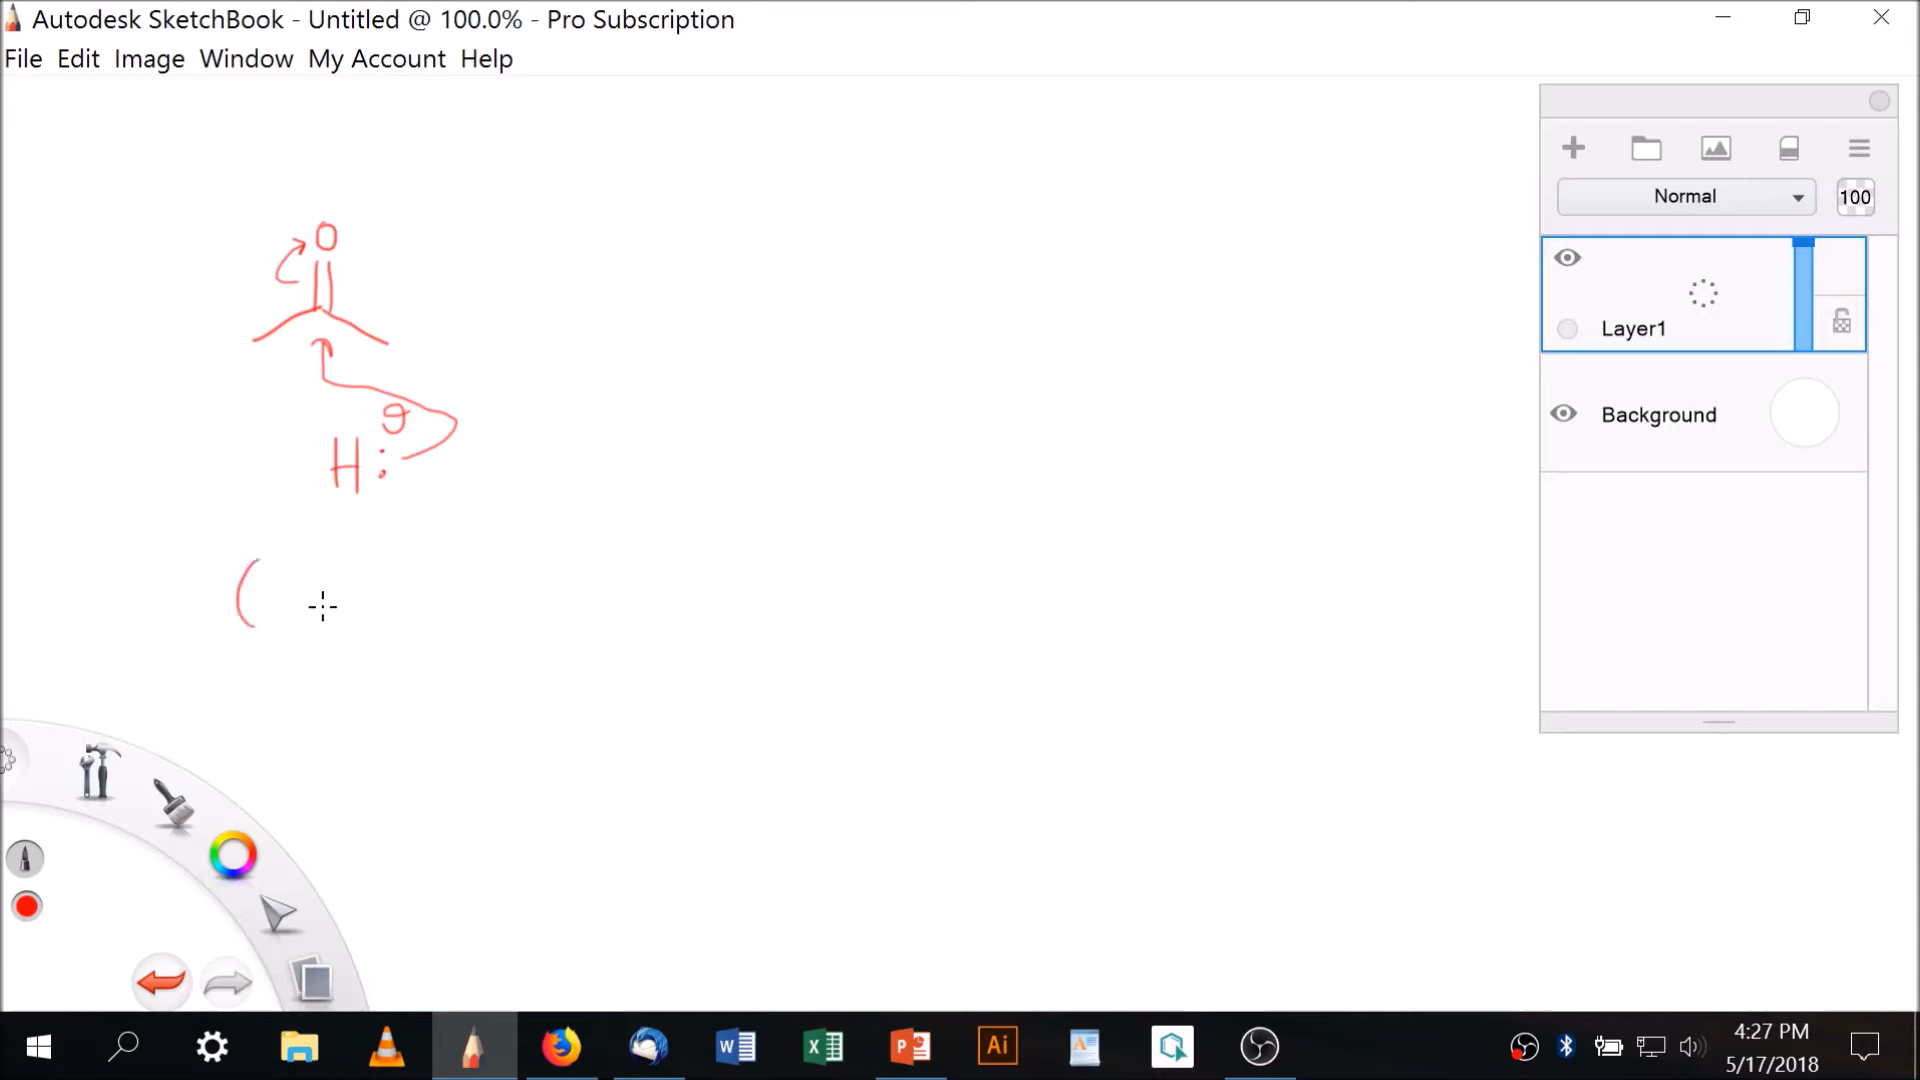 Autodesk SketchBook - Untitled @ 100.0% - Pro Subscription
File Edit Image Window My Account Help
Normal
100
Layer1
Background
O
⊖
H :
(
W
X
P
Ai
A
4:27 PM
5/17/2018